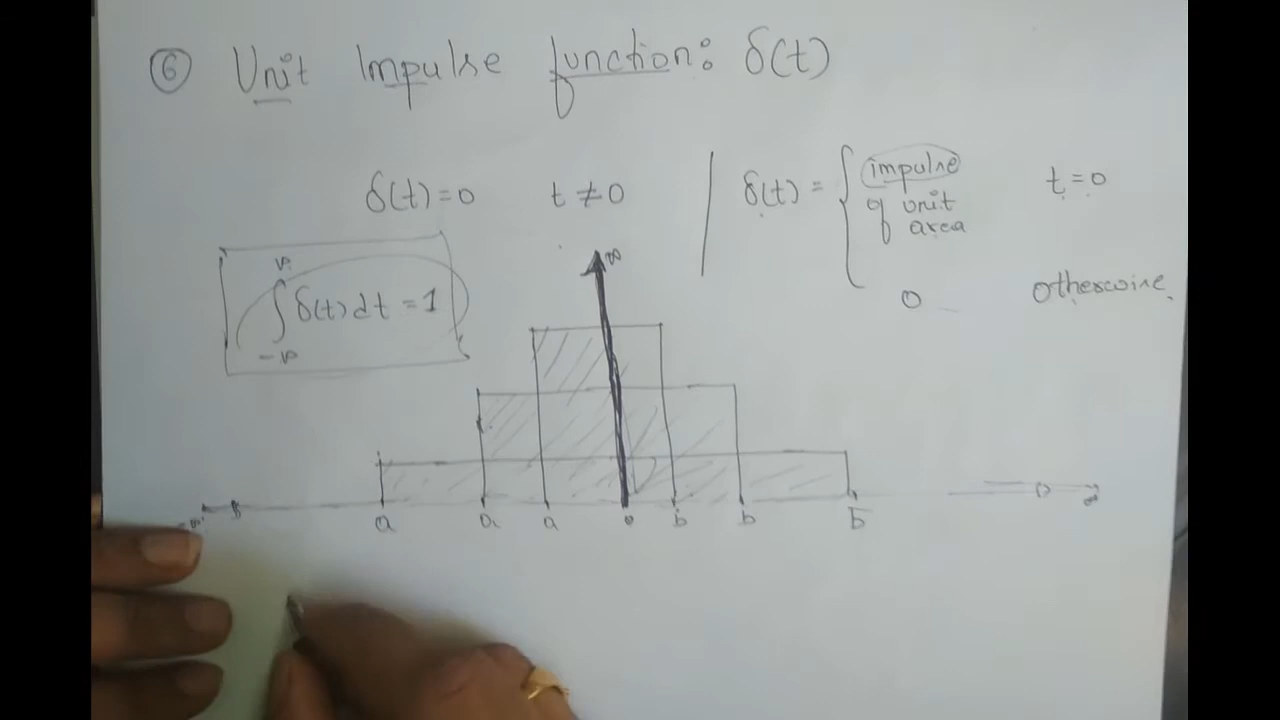 ⑥ Unit Impulse function: δ(t)
δ(t) = 0 t ≠ 0
δ(t) = { impulse of unit area t = 0
0 otherwise
∫ δ(t) dt = 1
∞
-∞
∞
a a a 0 b b b
-∞ ∞